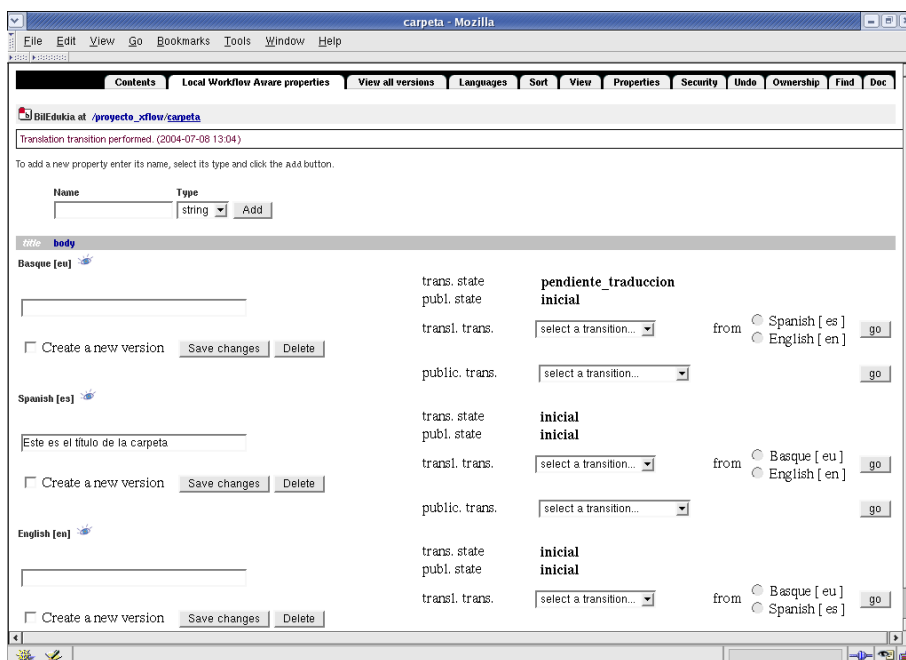 carpeta - Mozilla
File Edit View Go Bookmarks Tools Window Help
Contents Local Workflow Aware properties View all versions Languages Sort View Properties Security Undo Ownership Find Doc
BilEdukia at /proyecto_xflow/carpeta
Translation transition performed. (2004-07-08 13:04)
To add a new property enter its name, select its type and click the Add button.
Name Type
string Add
title body
Basque [eu]
trans. state pendiente_traduccion
publ. state inicial
transl. trans. select a transition... from Spanish [ es ] go
English [ en ]
Create a new version Save changes Delete
public. trans. select a transition... go
Spanish [es]
trans. state inicial
publ. state inicial
Este es el título de la carpeta
transl. trans. select a transition... from Basque [ eu ] go
English [ en ]
Create a new version Save changes Delete
public. trans. select a transition... go
English [en]
trans. state inicial
publ. state inicial
transl. trans. select a transition... from Basque [ eu ] go
Spanish [ es ]
Create a new version Save changes Delete